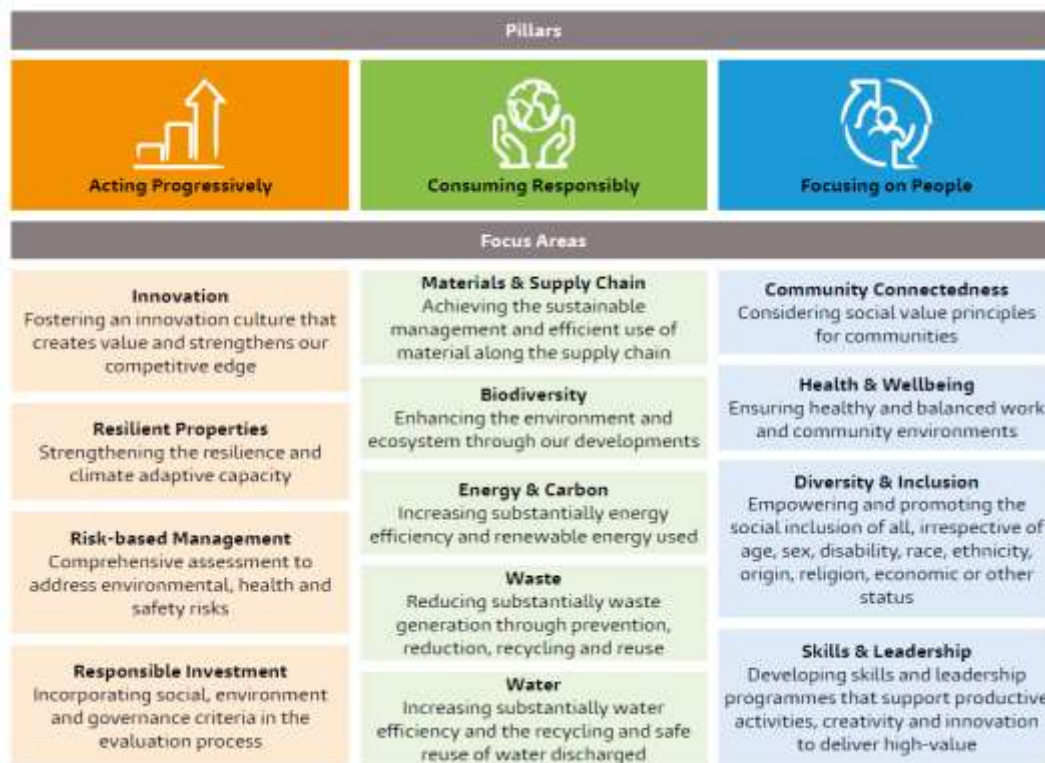 Pillars
Acting Progressively
Consuming Responsibly
Focusing on People
Focus Areas
Innovation
Fostering an innovation culture that
creates value and strengthens our
competitive edge
Resilient Properties
Strengthening the resilience and
climate adaptive capacity
Risk-based Management
Comprehensive assessment to
address environmental, health and
safety risks
Responsible Investment
Incorporating social, environment
and governance criteria in the
evaluation process
Materials & Supply Chain
Achieving the sustainable
management and efficient use of
material along the supply chain
Biodiversity
Enhancing the environment and
ecosystem through our developments
Energy & Carbon
Increasing substantially energy
efficiency and renewable energy used
Waste
Reducing substantially waste
generation through prevention,
reduction, recycling and reuse
Water
Increasing substantially water
efficiency and the recycling and safe
reuse of water discharged
Community Connectedness
Considering social value principles
for communities
Health & Wellbeing
Ensuring healthy and balanced work
and community environments
Diversity & Inclusion
Empowering and promoting the
social inclusion of all, irrespective of
age, sex, disability, race, ethnicity,
origin, religion, economic or other
status
Skills & Leadership
Developing skills and leadership
programmes that support productive
activities, creativity and innovation
to deliver high-value